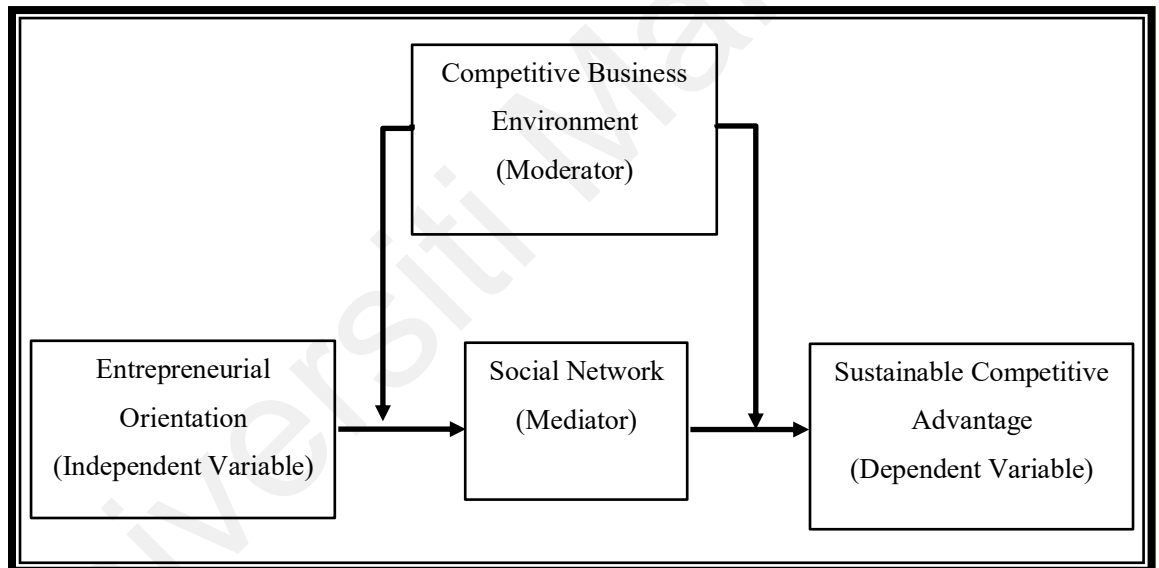 Competitive Business
Environment
(Moderator)
Entrepreneurial
Orientation
(Independent Variable)
Social Network
(Mediator)
Sustainable Competitive
Advantage
(Dependent Variable)